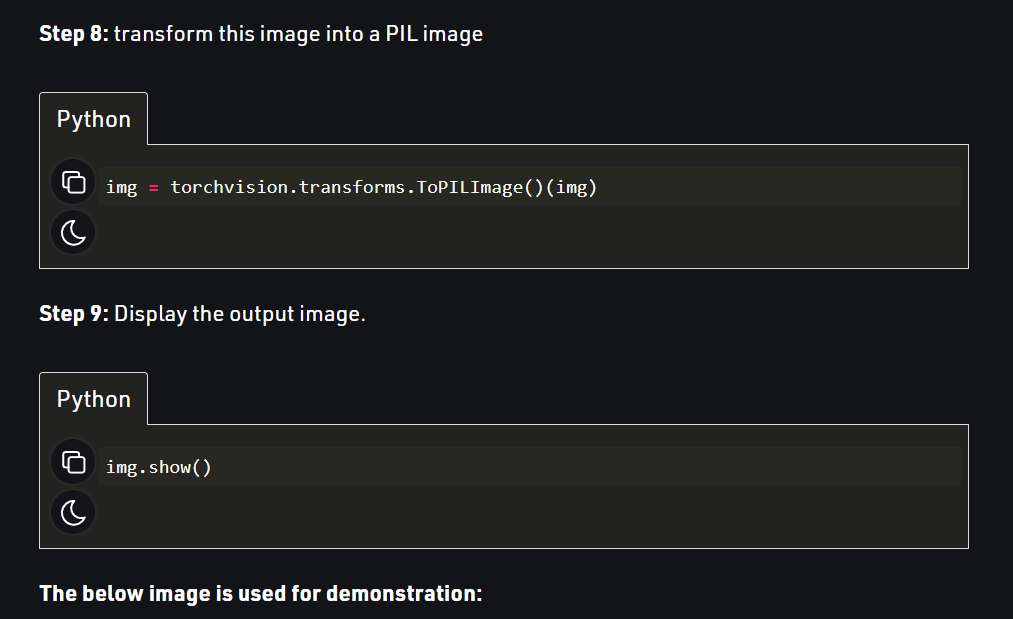 Step 8: transform this image into a PIL image
Python
img = torchvision.transforms.ToPILImage()(img)
Step 9: Display the output image.
Python
img.show()
The below image is used for demonstration: